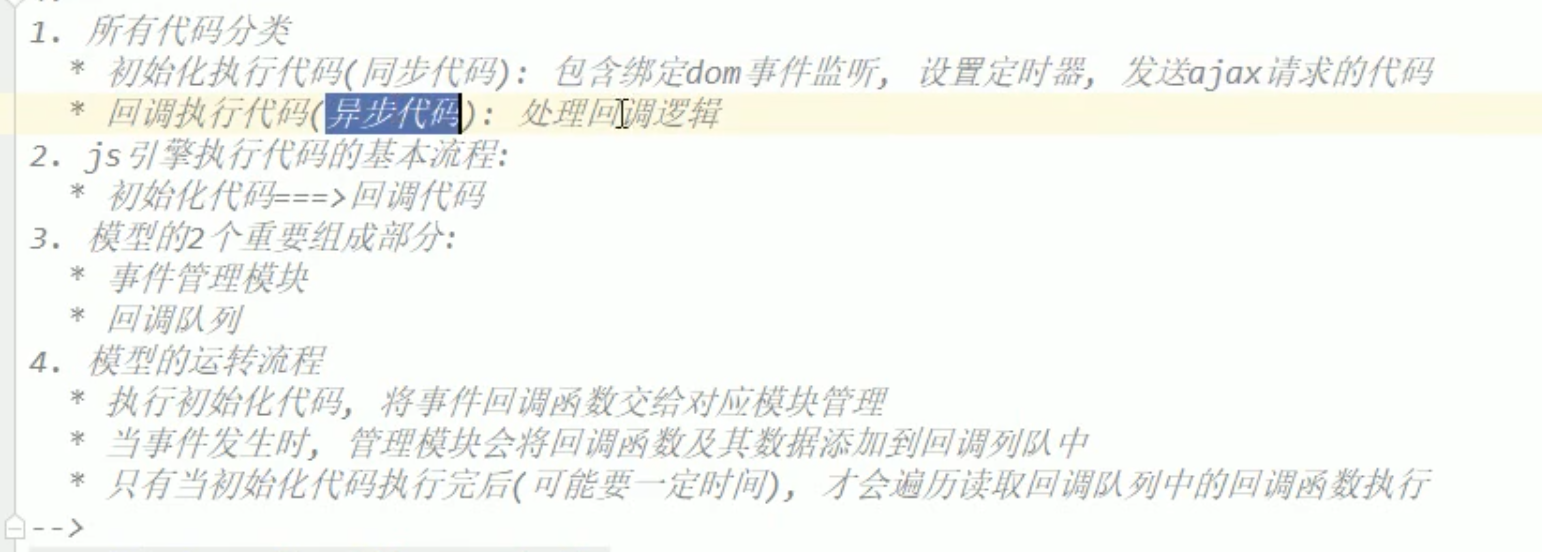 1. 所有代码分类
* 初始化执行代码(同步代码): 包含绑定dom事件监听, 设置定时器, 发送ajax请求的代码
* 回调执行代码(异步代码): 处理回调逻辑
2. js引擎执行代码的基本流程:
* 初始化代码===>回调代码
3. 模型的2个重要组成部分:
* 事件管理模块
* 回调队列
4. 模型的运转流程
* 执行初始化代码, 将事件回调函数交给对应模块管理
* 当事件发生时, 管理模块会将回调函数及其数据添加到回调列队中
* 只有当初始化代码执行完后(可能要一定时间), 才会遍历读取回调队列中的回调函数执行
-->